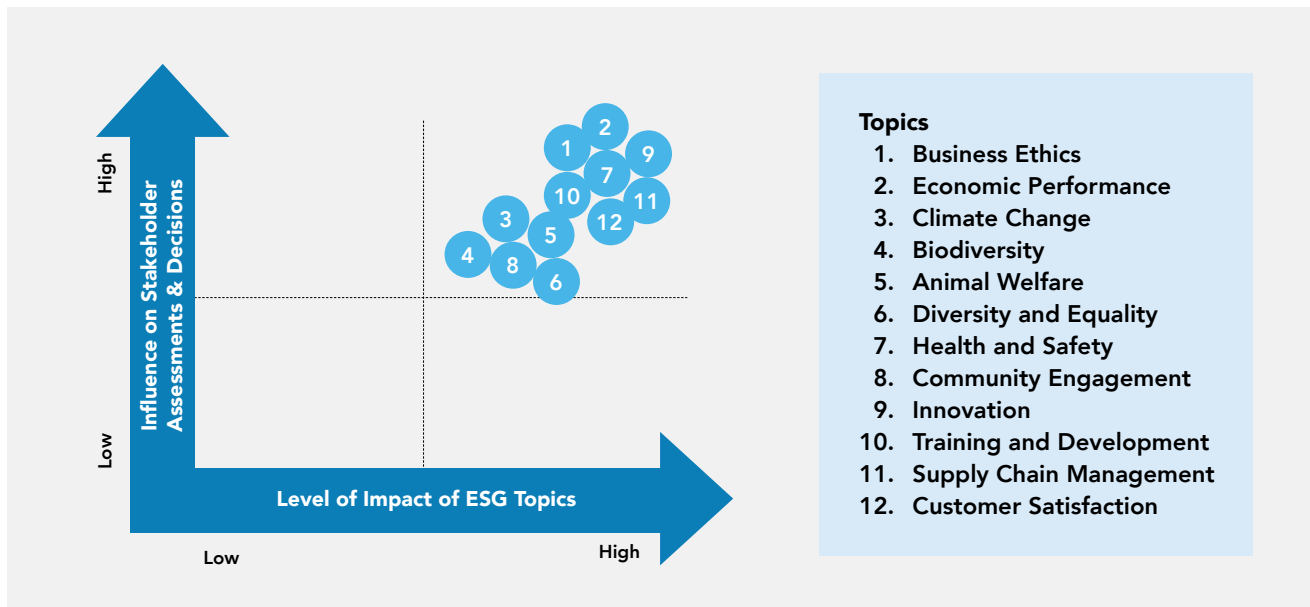 High
Low
Influence on Stakeholder
Assessments & Decisions
2
1
9
7
10
11
3
12
5
4
8
6
Level of Impact of ESG Topics
Low
High
Topics
1. Business Ethics
2. Economic Performance
3. Climate Change
4. Biodiversity
5. Animal Welfare
6. Diversity and Equality
7. Health and Safety
8. Community Engagement
9. Innovation
10. Training and Development
11. Supply Chain Management
12. Customer Satisfaction